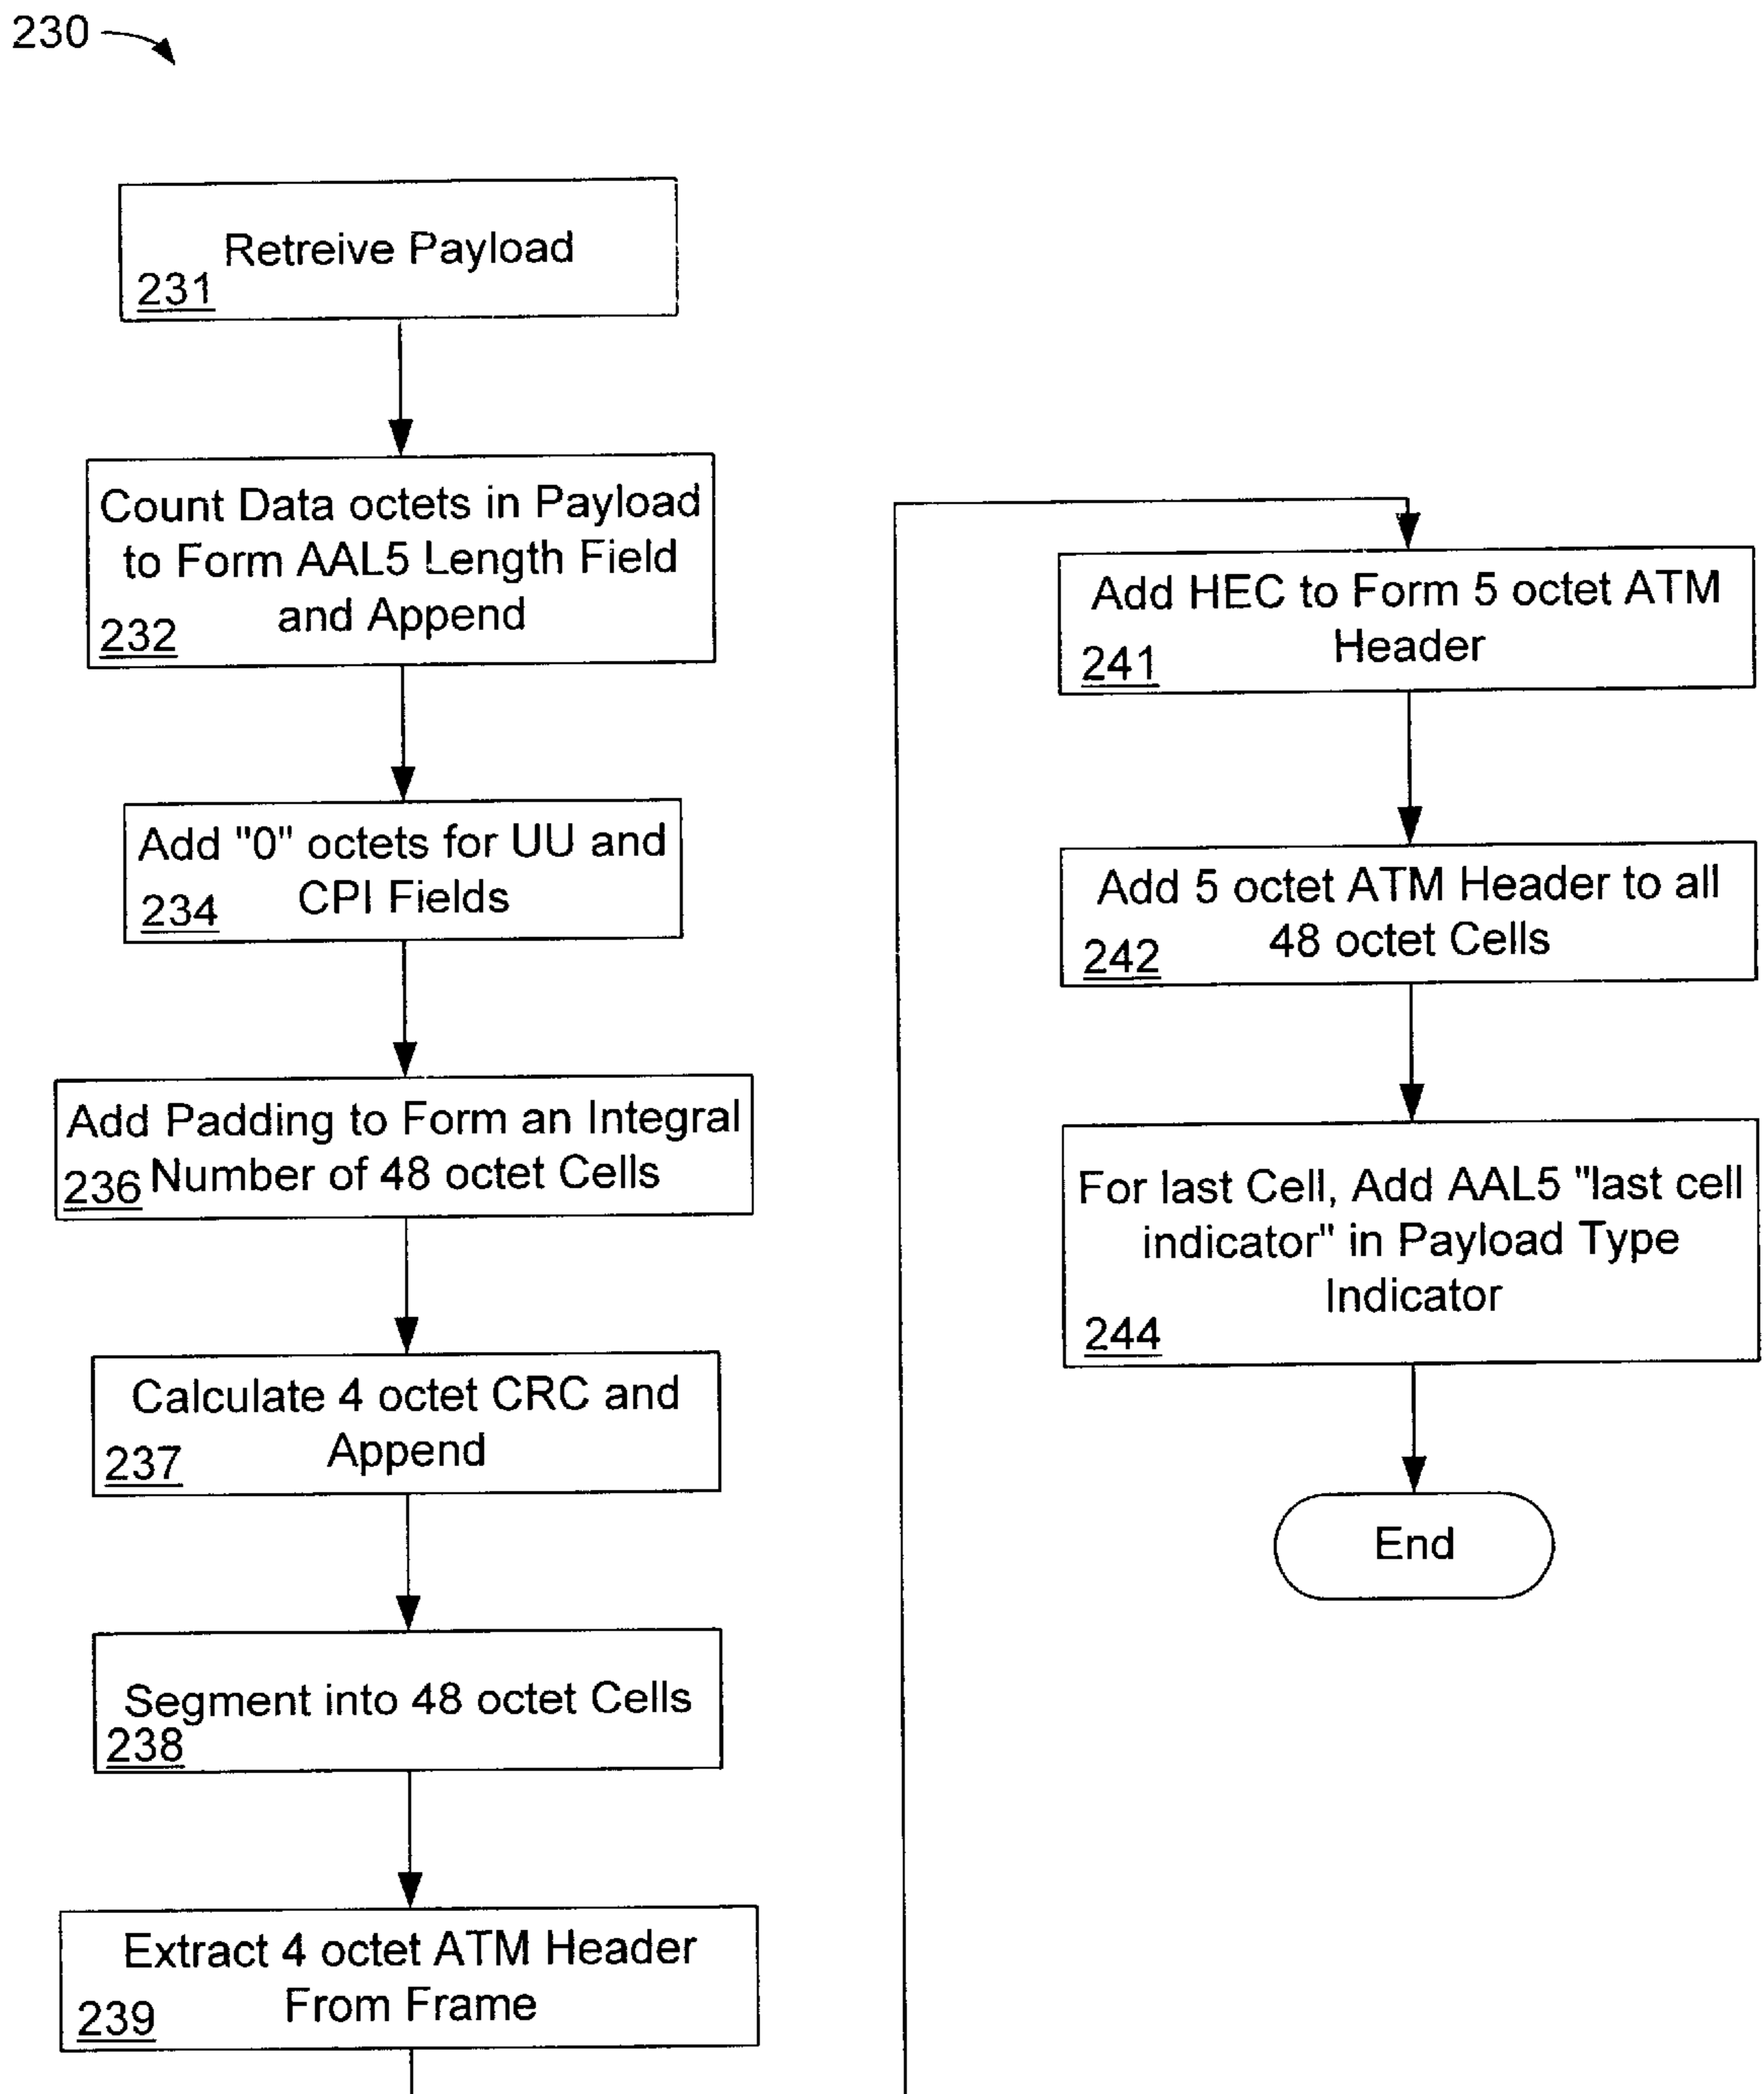 230
Retreive Payload
231
Count Data octets in Payload
to Form AAL5 Length Field
and Append
232
Add "0" octets for UU and
CPI Fields
234
Add Padding to Form an Integral
Number of 48 octet Cells
236
Calculate 4 octet CRC and
Append
237
Segment into 48 octet Cells
238
Extract 4 octet ATM Header
From Frame
239
Add HEC to Form 5 octet ATM
Header
241
Add 5 octet ATM Header to all
48 octet Cells
242
For last Cell, Add AAL5 "last cell
indicator" in Payload Type
Indicator
244
End